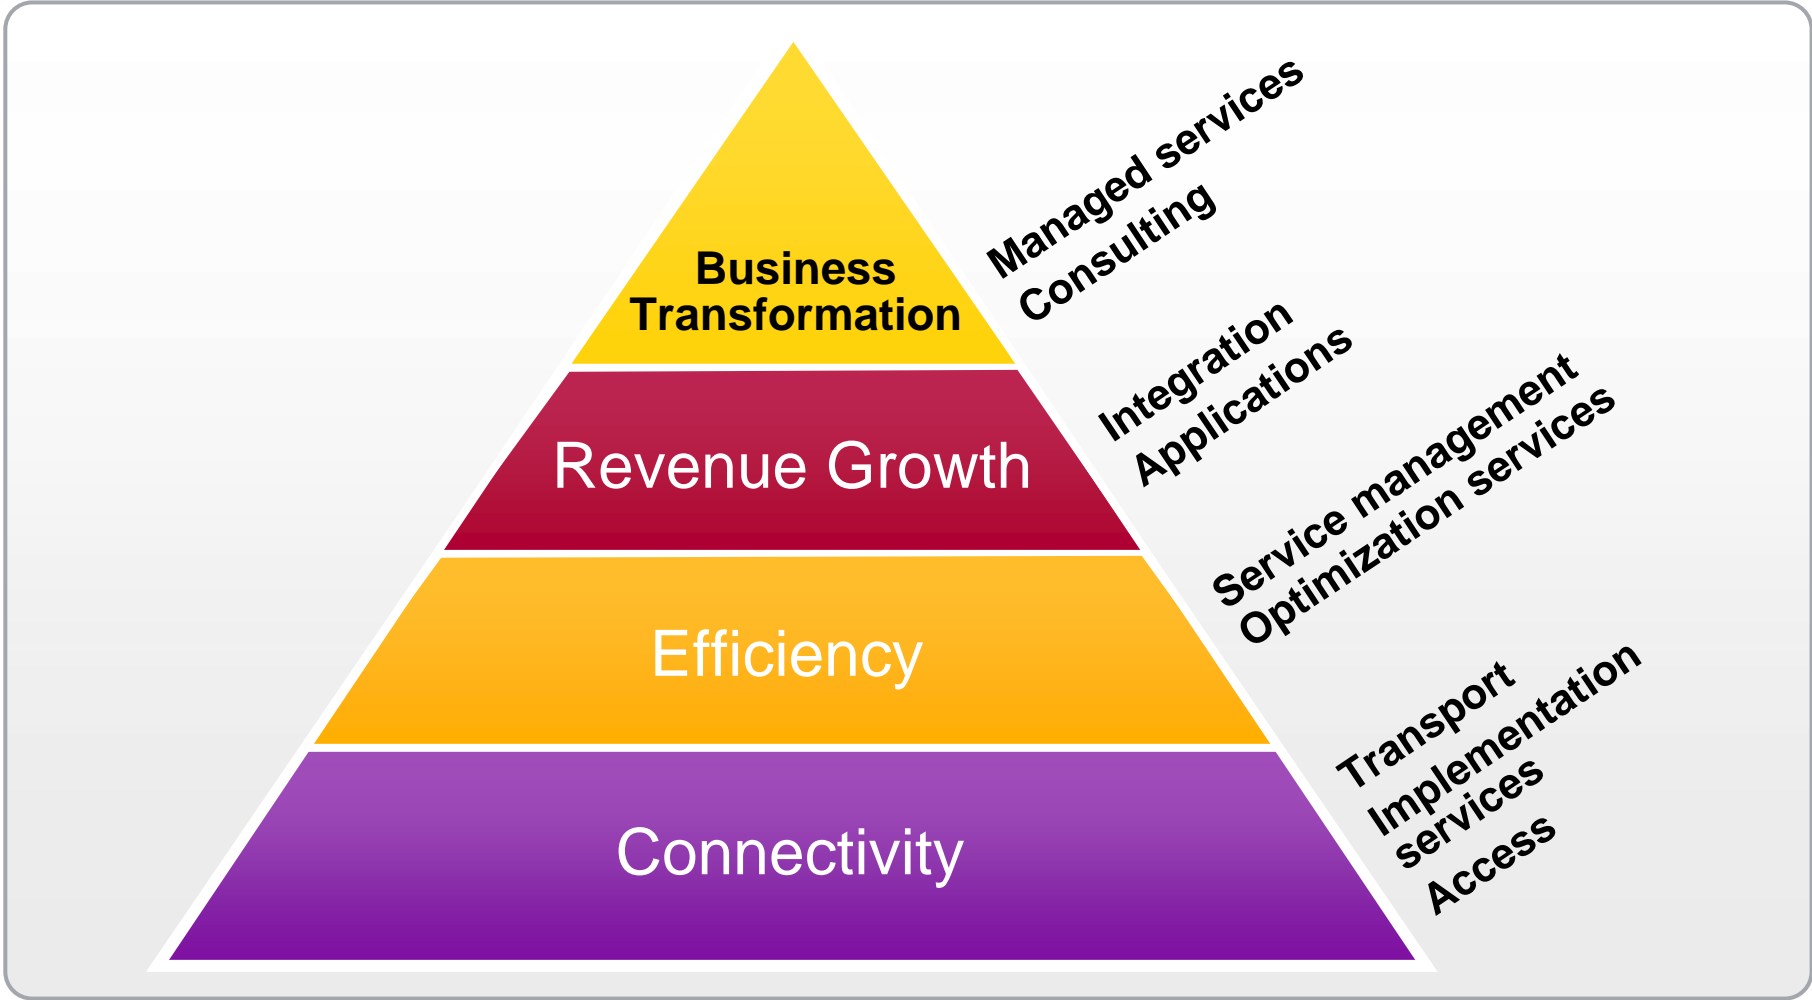 Business
Transformation
Revenue Growth
Efficiency
Connectivity
Managed services
Consulting
Integration
Applications
Service management
Optimization services
Transport
Implementation
services
Access